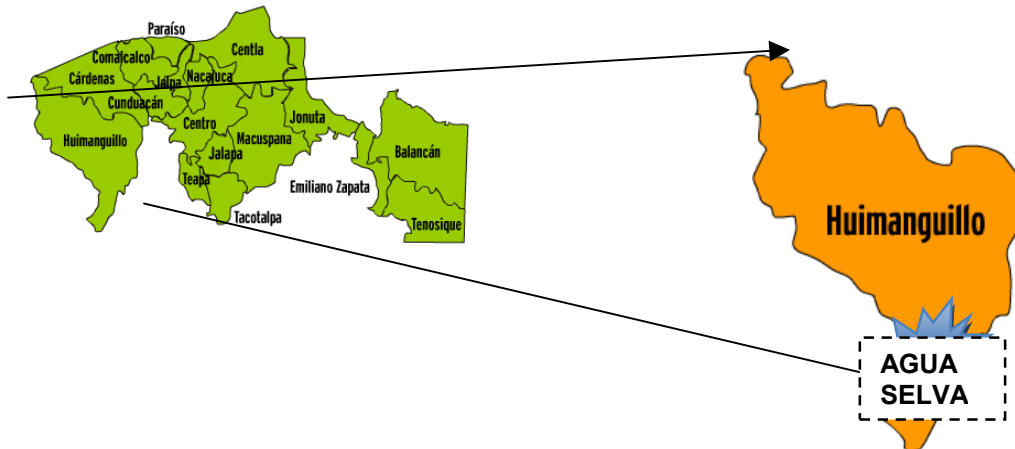 Paraíso
Comalcalco
Centla
Cárdenas
Jalpa
Nacajuca
Cunduacán
Centro
Jonuta
Huimanguillo
Macuspana
Jalapa
Balancán
Teapa
Emiliano Zapata
Tacotalpa
Tenosique
Huimanguillo
AGUA
SELVA